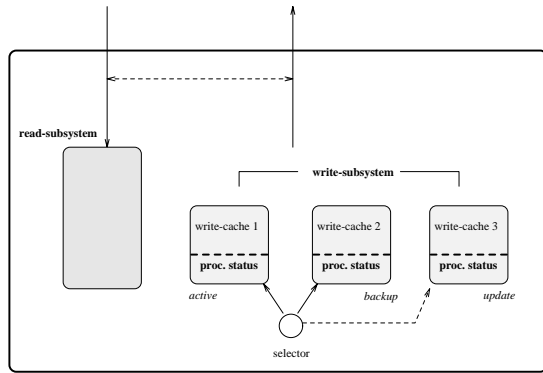 read-subsystem
write-subsystem
write-cache 1
write-cache 2
write-cache 3
proc. status
proc. status
proc. status
active
backup
update
selector